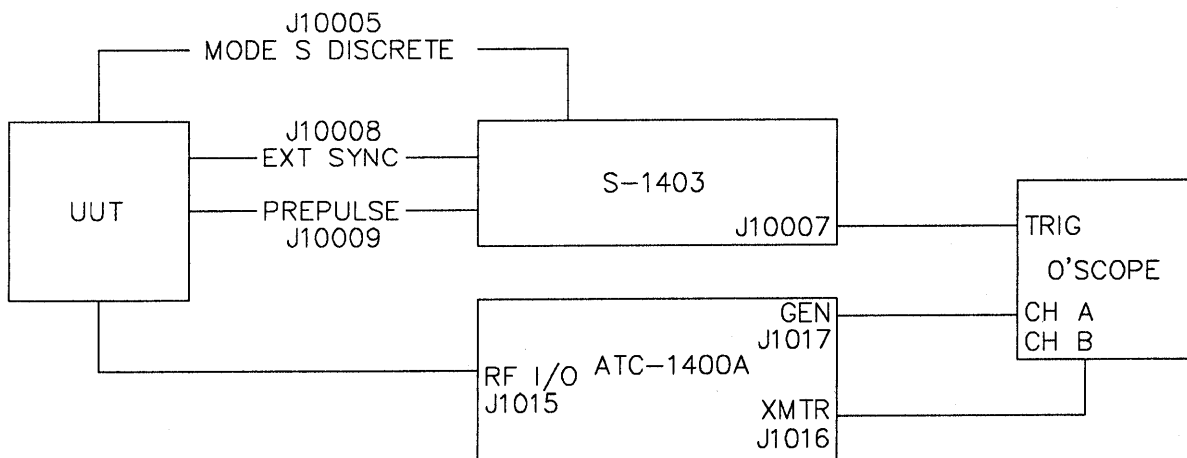 J10005
MODE S DISCRETE
J10008
EXT SYNC
UUT
PREPULSE
J10009
S-1403
J10007
TRIG
O'SCOPE
CH A
CH B
GEN
J1017
ATC-1400A
RF I/O
J1015
XMTR
J1016